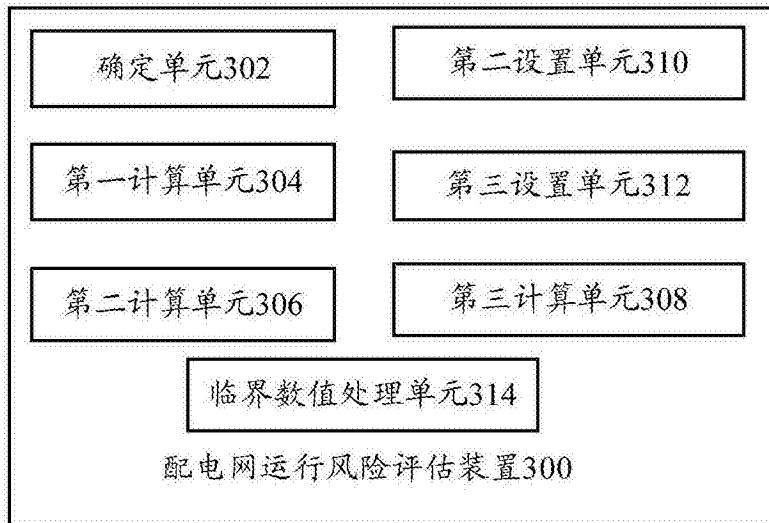 确定单元302
第二设置单元310
第一计算单元304
第三设置单元312
第二计算单元306
第三计算单元308
临界数值处理单元314
配电网运行风险评估装置300